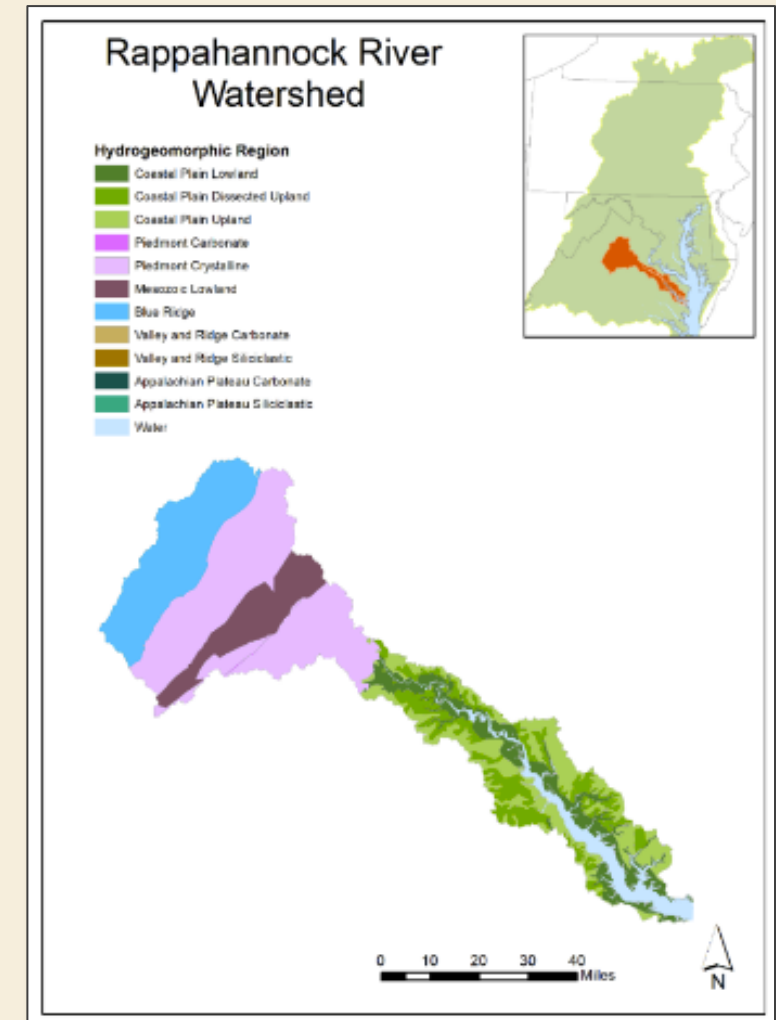 Rappahannock River
Watershed
Hydrogeomorphic Region
Coastal Plain Lowland
Coastal Plain Dissected Upland
Coastal Plain Upland
Piedmont Carbonate
Piedmont Crystalline
Mesozoic Lowland
Blue Ridge
Valley and Ridge Carbonate
Valley and Ridge Siliciclastic
Appalachian Plateau Carbonate
Appalachian Plateau Siliciclastic
Water
0 10 20 30 40
Miles
N